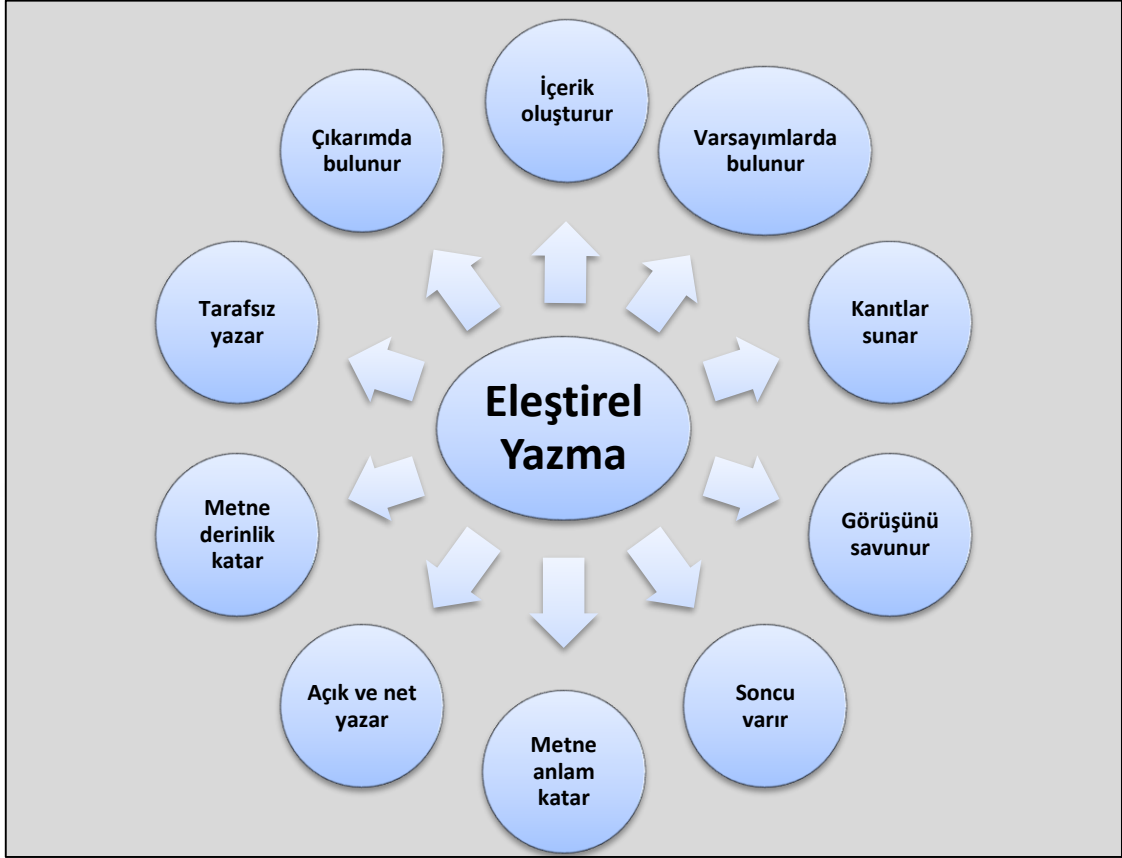 İçerik
oluşturur
Varsayımlarda
bulunur
Kanıtlar
sunar
Görüşünü
savunur
Soncu
varır
Metne
anlam
katar
Açık ve net
yazar
Metne
derinlik
katar
Tarafsız
yazar
Çıkarımda
bulunur
Eleştirel
Yazma